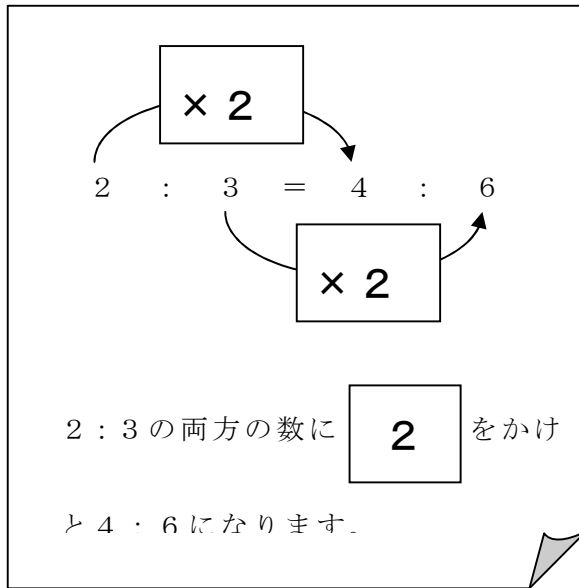 × 2
2 : 3 = 4 : 6
× 2
2:3の両方の数に 2 をかけ
と4:6になります。